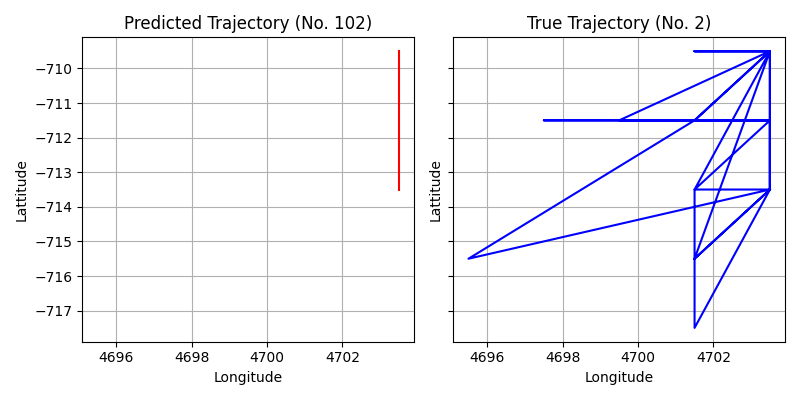 Predicted Trajectory (No. 102)
True Trajectory (No. 2)
−710
−711
−712
−713
−714
−715
−716
−717
Lattitude
Lattitude
4696 4698 4700 4702
4696 4698 4700 4702
Longitude
Longitude